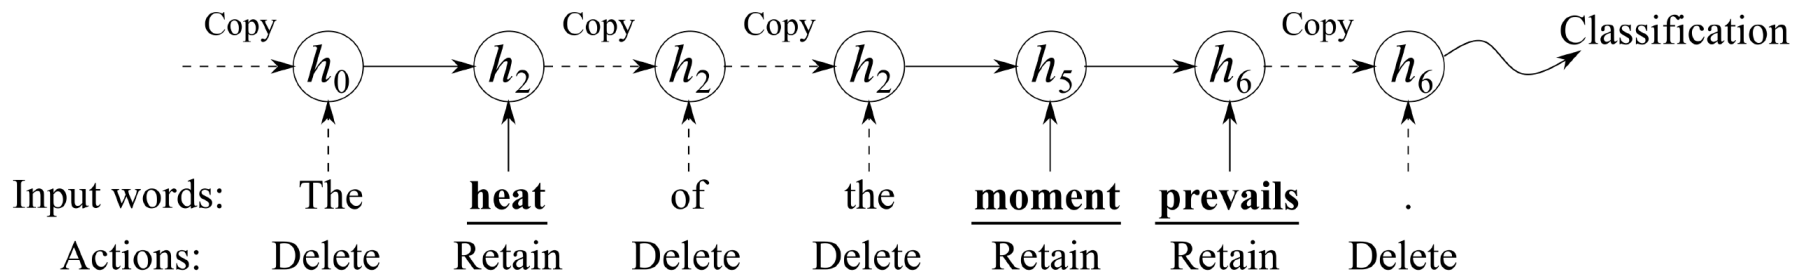 Copy Copy Copy Copy
h0 h2 h2 h2 h5 h6 h6 Classification
Input words: The heat of the moment prevails .
Actions: Delete Retain Delete Delete Retain Retain Delete